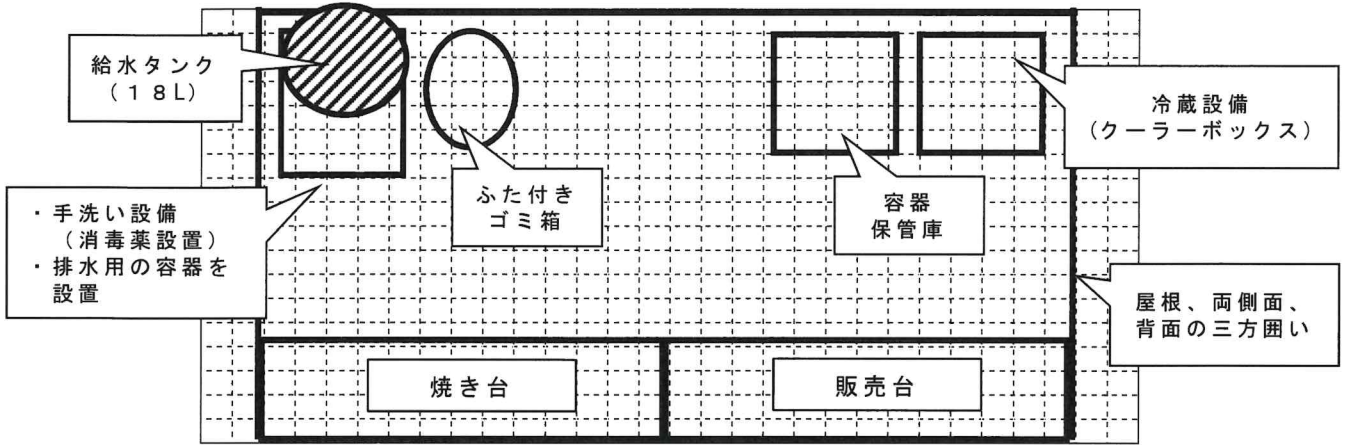 給水タンク
（１８L）
・手洗い設備
（消毒薬設置）
・排水用の容器を
設置
ふた付き
ゴミ箱
容器
保管庫
冷蔵設備
（クーラーボックス）
屋根、両側面、
背面の三方囲い
焼き台
販売台